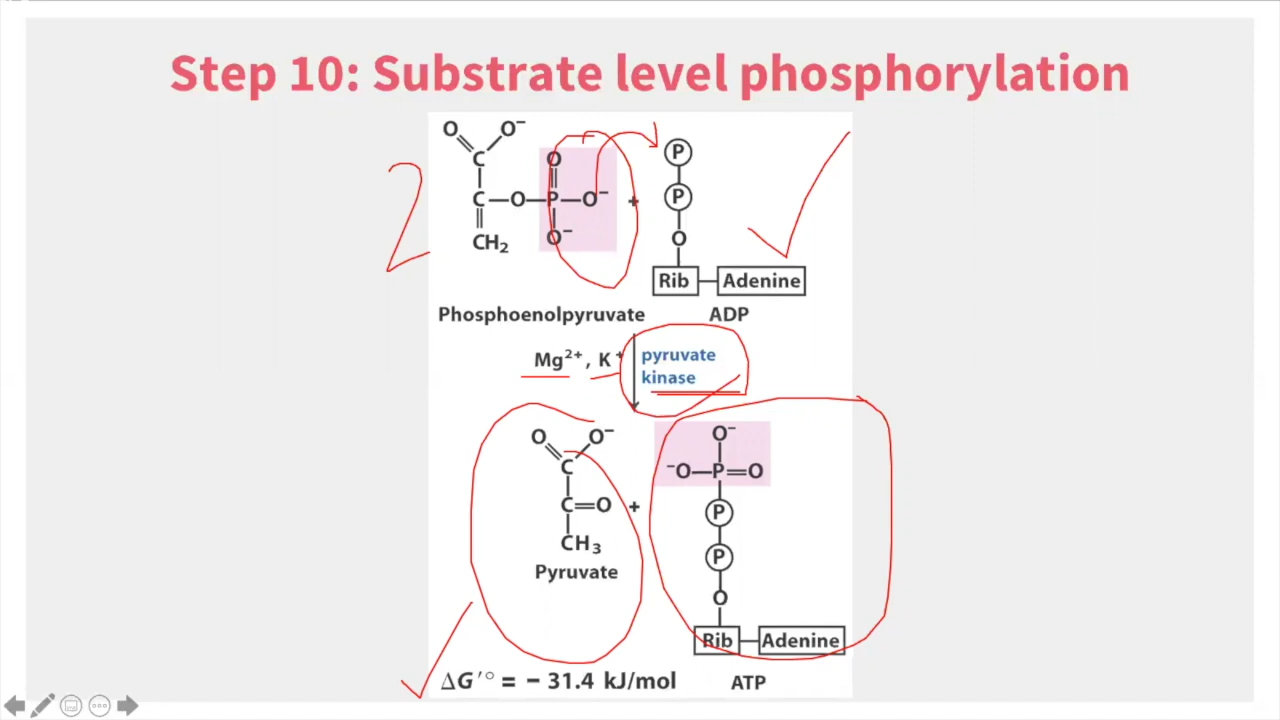 Step 10: Substrate level phosphorylation
O O⁻
C
O
P
C—O—P—O⁻ + P
O⁻ O
CH₂
Rib Adenine
Phosphoenolpyruvate ADP
2
Mg²⁺, K⁺ pyruvate
kinase
O O⁻ O⁻
C ⁻O—P=O
C=O + P
CH₃ P
Pyruvate
O
Rib Adenine
ΔG′° = − 31.4 kJ/mol ATP